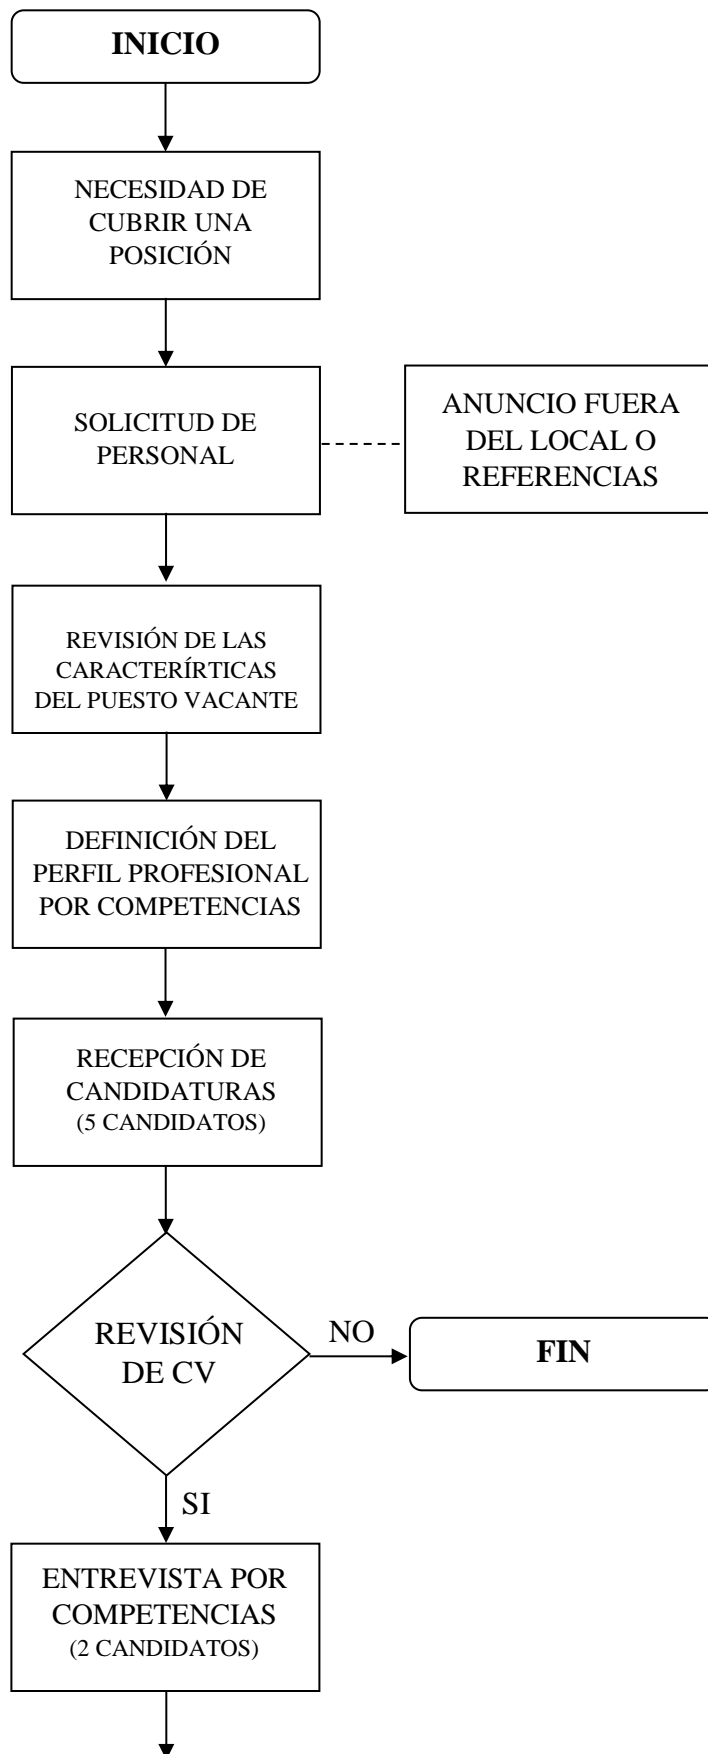 INICIO
NECESIDAD DE
CUBRIR UNA
POSICIÓN
SOLICITUD DE
PERSONAL
ANUNCIO FUERA
DEL LOCAL O
REFERENCIAS
REVISIÓN DE LAS
CARACTERÍRTICAS
DEL PUESTO VACANTE
DEFINICIÓN DEL
PERFIL PROFESIONAL
POR COMPETENCIAS
RECEPCIÓN DE
CANDIDATURAS
(5 CANDIDATOS)
REVISIÓN
DE CV
NO
FIN
SI
ENTREVISTA POR
COMPETENCIAS
(2 CANDIDATOS)